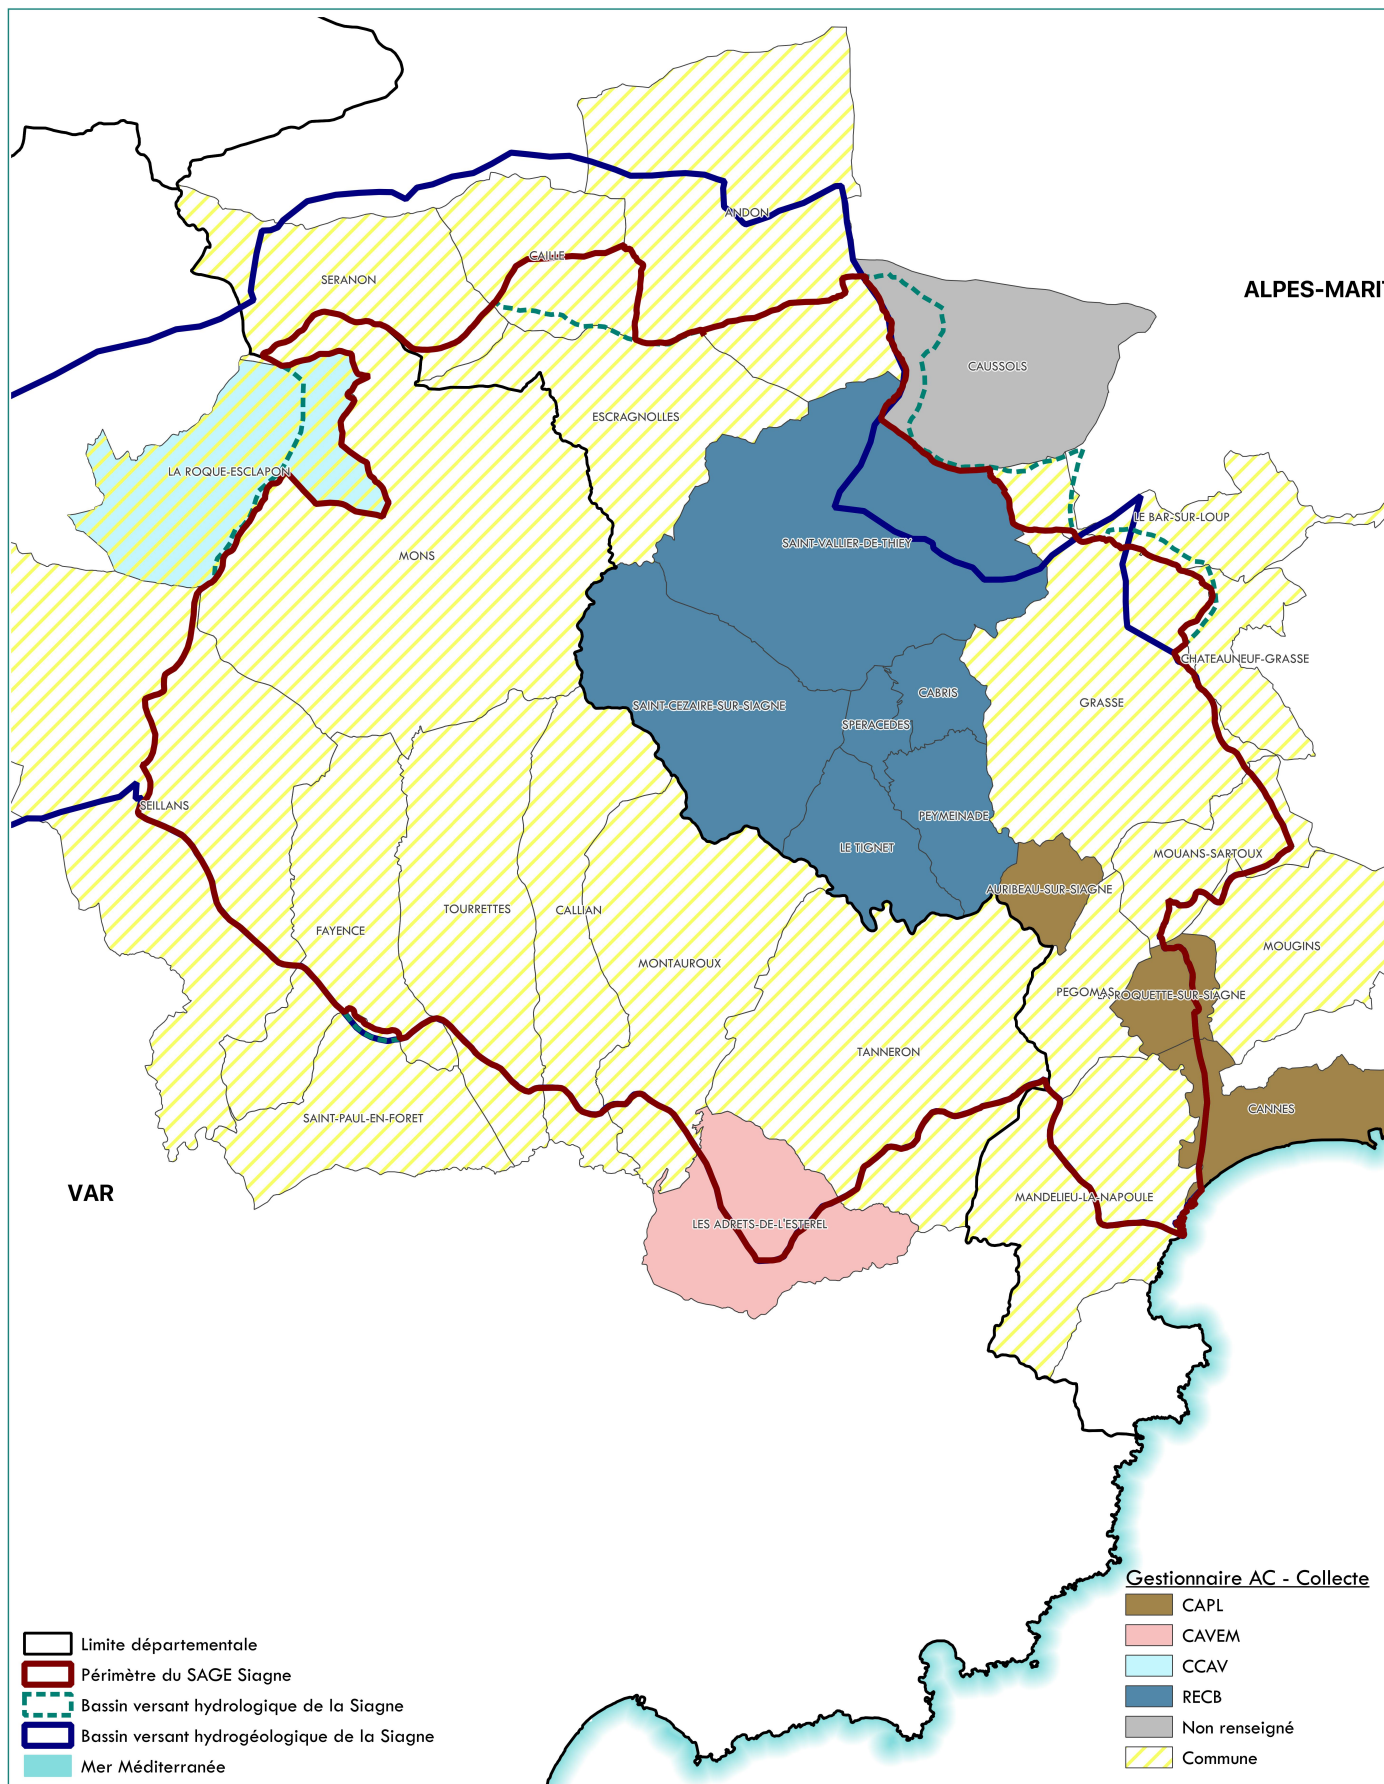 ANDON
CAILLE
SERANON
ALPES-MARIT
CAUSSOLS
ESCRAGNOLLES
LA ROQUE-ESCLAPON
LE BAR-SUR-LOUP
SAINT-VALLIER-DE-THIEY
MONS
CHATEAUNEUF-GRASSE
CABRIS
GRASSE
SAINT-CEZAIRE-SUR-SIAGNE
SPERACEDES
SEILLANS
PEYMEINADE
LE TIGNET
MOUANS-SARTOUX
AURIBEAU-SUR-SIAGNE
TOURRETTES
CALLIAN
FAYENCE
MOUGINS
MONTAUROUX
PEGOMAS
LA ROQUETTE-SUR-SIAGNE
TANNERON
CANNES
SAINT-PAUL-EN-FORET
VAR
MANDELIEU-LA-NAPOULE
LES ADRETS-DE-L'ESTEREL
Gestionnaire AC - Collecte
CAPL
CAVEM
CCAV
RECB
Non renseigné
Commune
Limite départementale
Périmètre du SAGE Siagne
Bassin versant hydrologique de la Siagne
Bassin versant hydrogéologique de la Siagne
Mer Méditerranée